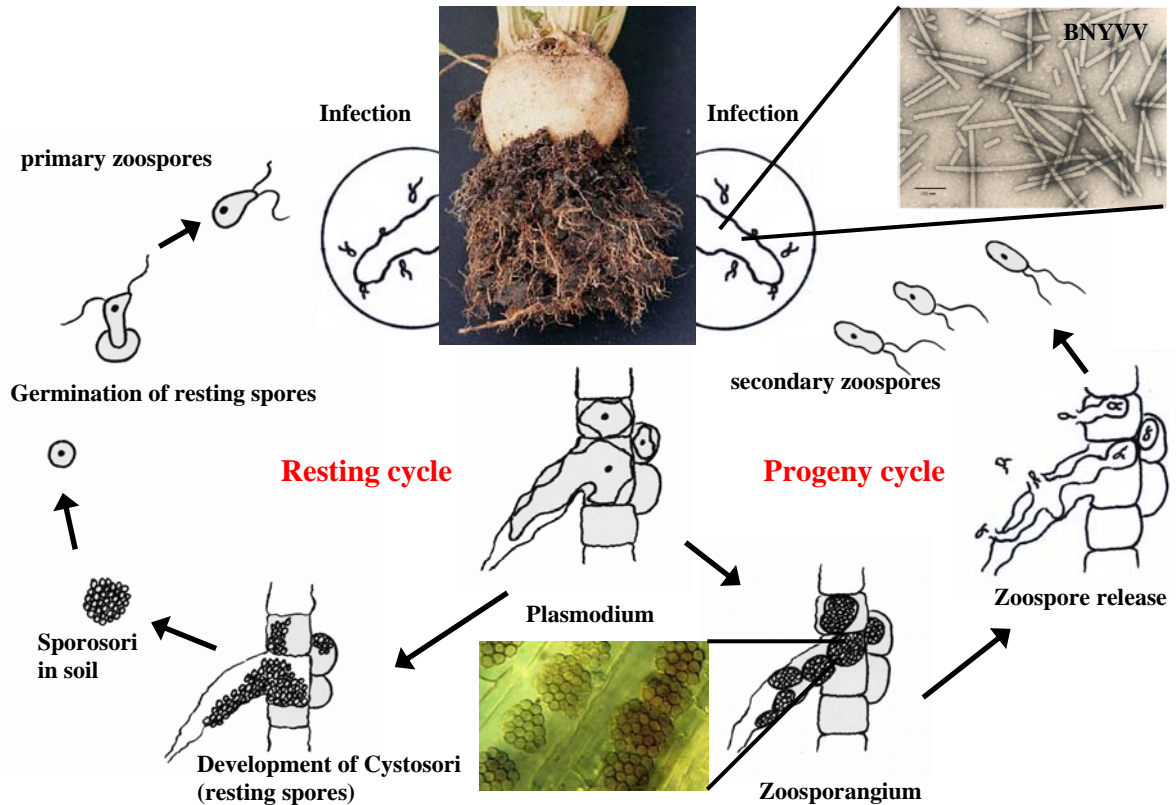 BNYVV
Infection
Infection
primary zoospores
secondary zoospores
Germination of resting spores
Resting cycle
Progeny cycle
Plasmodium
Zoospore release
Sporosori
in soil
Development of Cystosori
(resting spores)
Zoosporangium